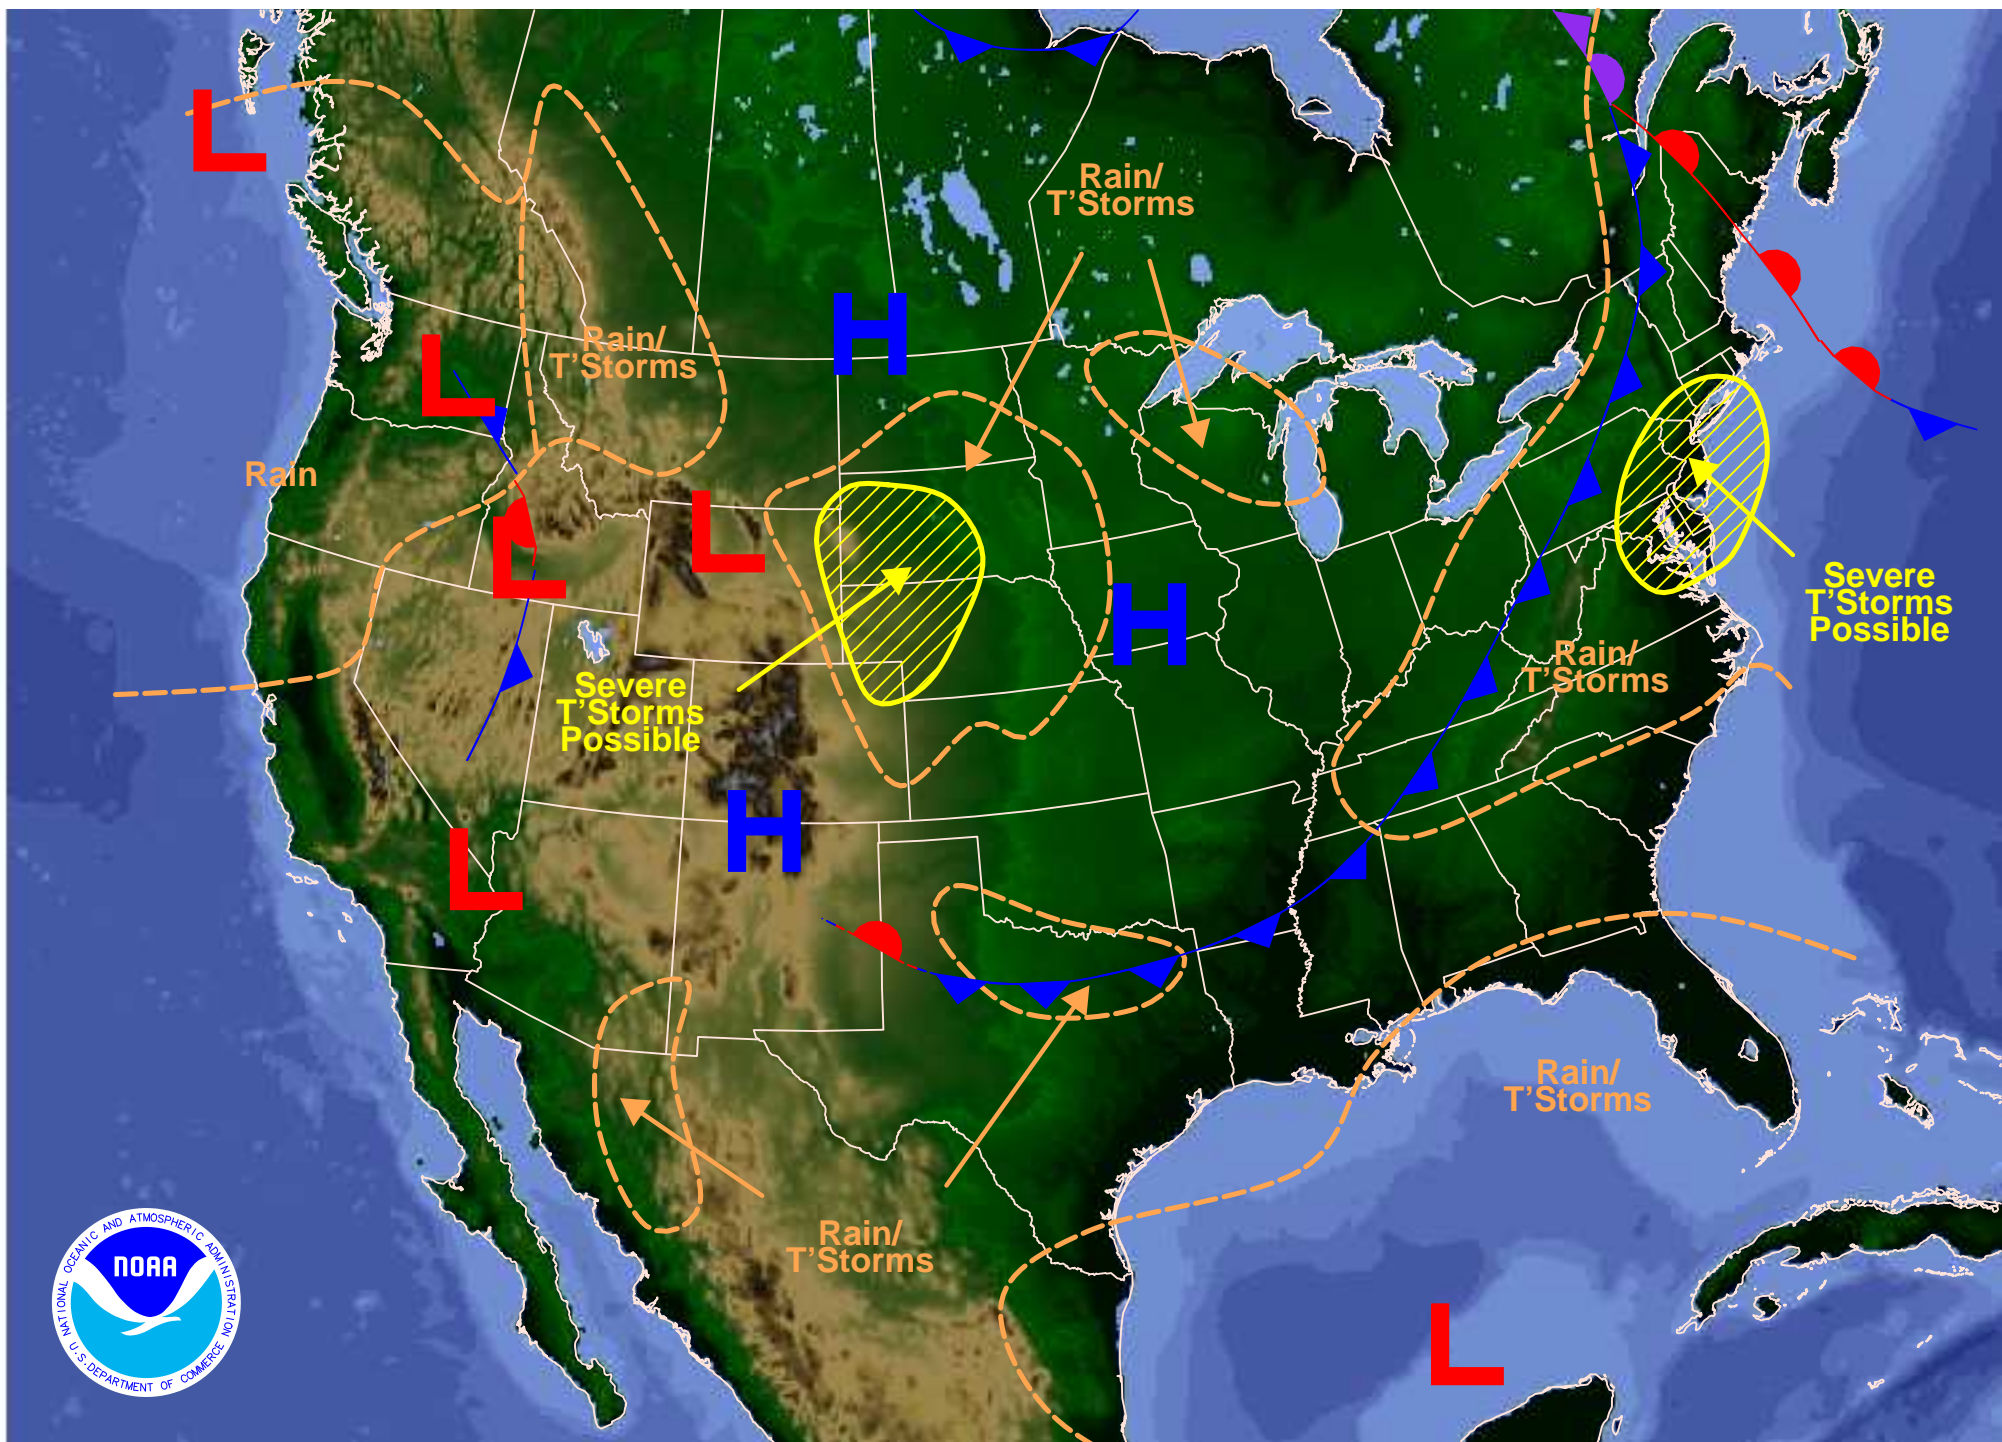 L
Rain/
T'Storms
H
Rain/
T'Storms
L
Rain
L
L
Severe
T'Storms
Possible
H
Rain/
T'Storms
Severe
T'Storms
Possible
H
L
Rain/
T'Storms
Rain/
T'Storms
L
NATIONAL OCEANIC AND ATMOSPHERIC ADMINISTRATION
NOAA
U.S. DEPARTMENT OF COMMERCE